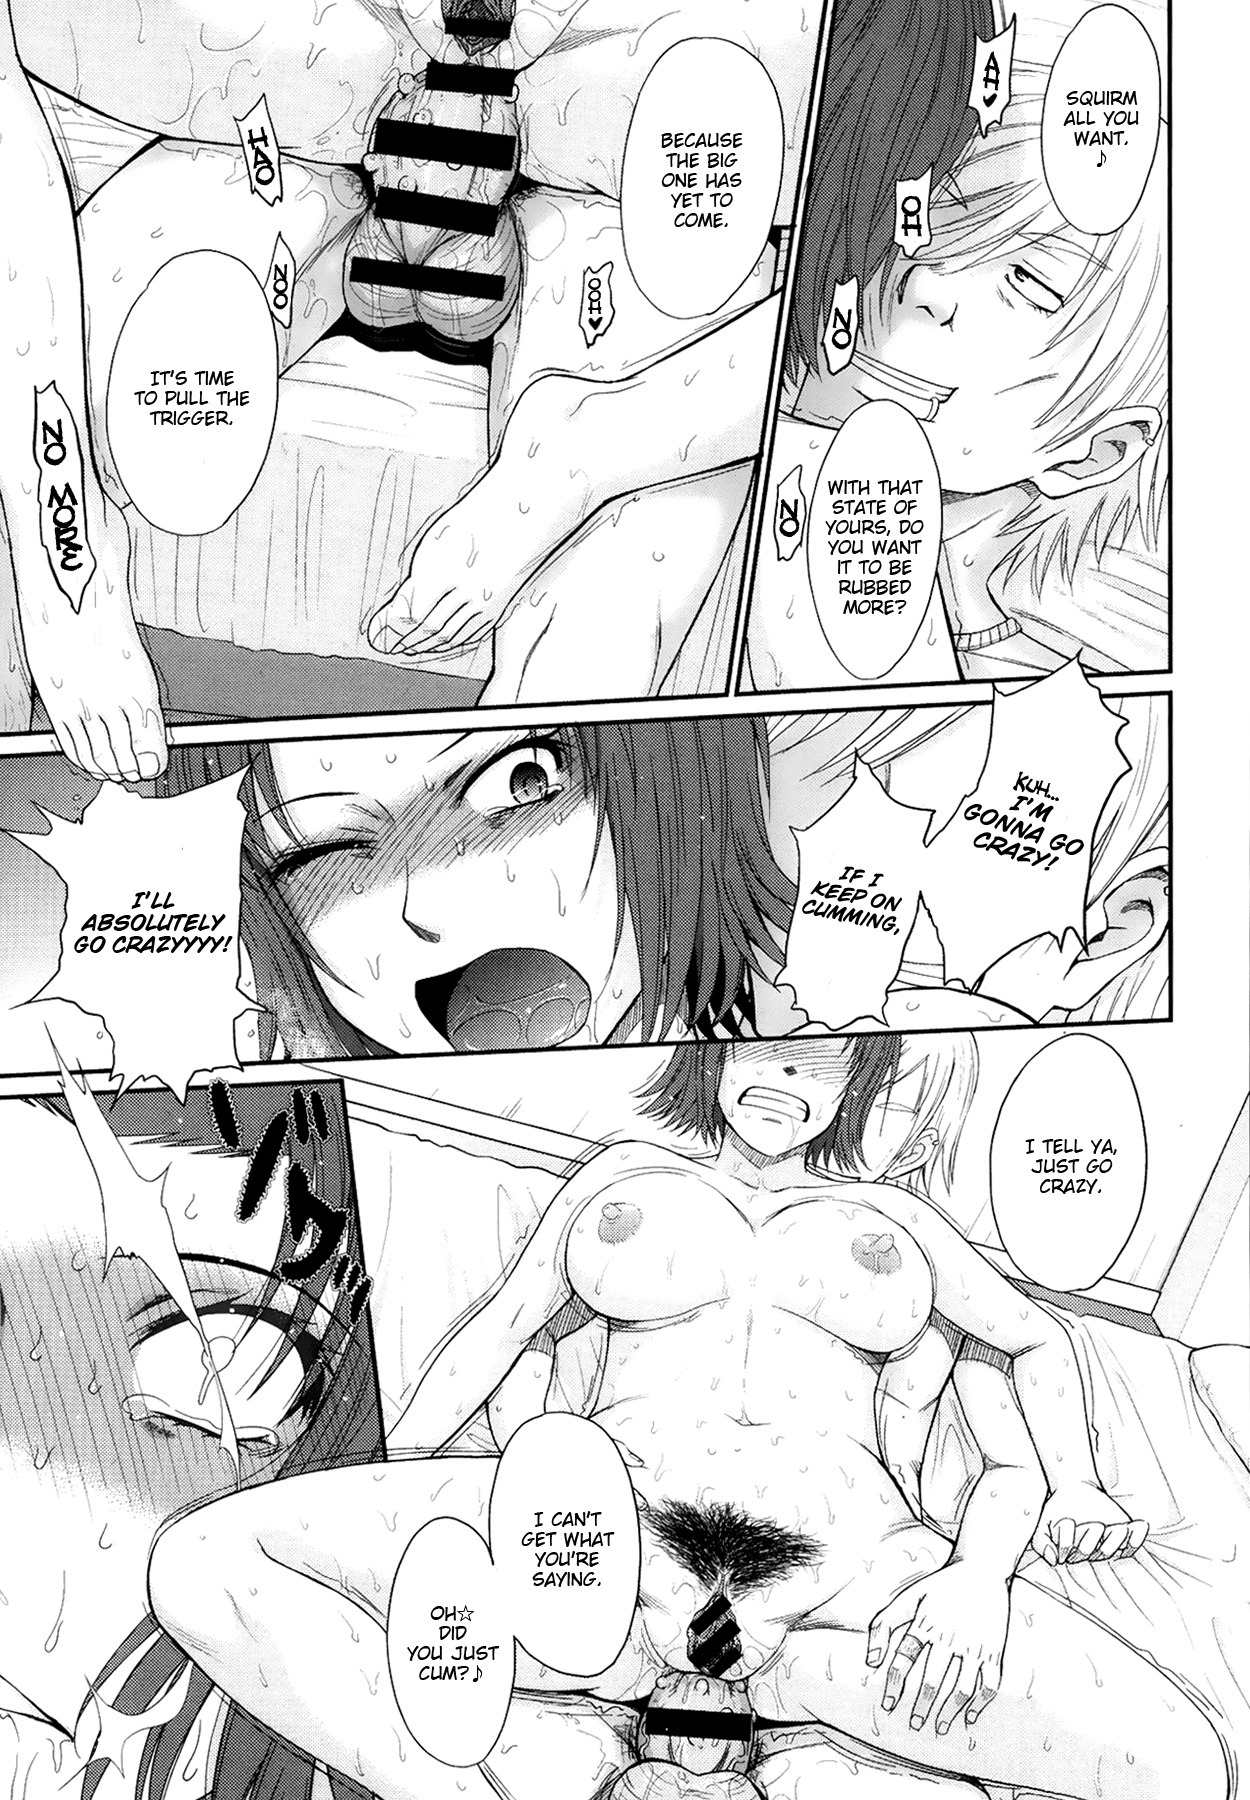 SQUIRM
ALL YOU
WANT.
♪
AH♥
OH
NO
WITH THAT
STATE OF
YOURS, DO
YOU WANT
IT TO BE
RUBBED
MORE?
NO
BECAUSE
THE BIG
ONE HAS
YET TO
COME.
HAO
NOO
OOH♥
IT'S TIME
TO PULL THE
TRIGGER.
NO MORE
KUH...
I'M
GONNA GO
CRAZY!
IF I
KEEP ON
CUMMING,
I'LL
ABSOLUTELY
GO CRAZYYYY!
I TELL YA,
JUST GO
CRAZY.
I CAN'T
GET WHAT
YOU'RE
SAYING.
OH☆
DID
YOU JUST
CUM?♪